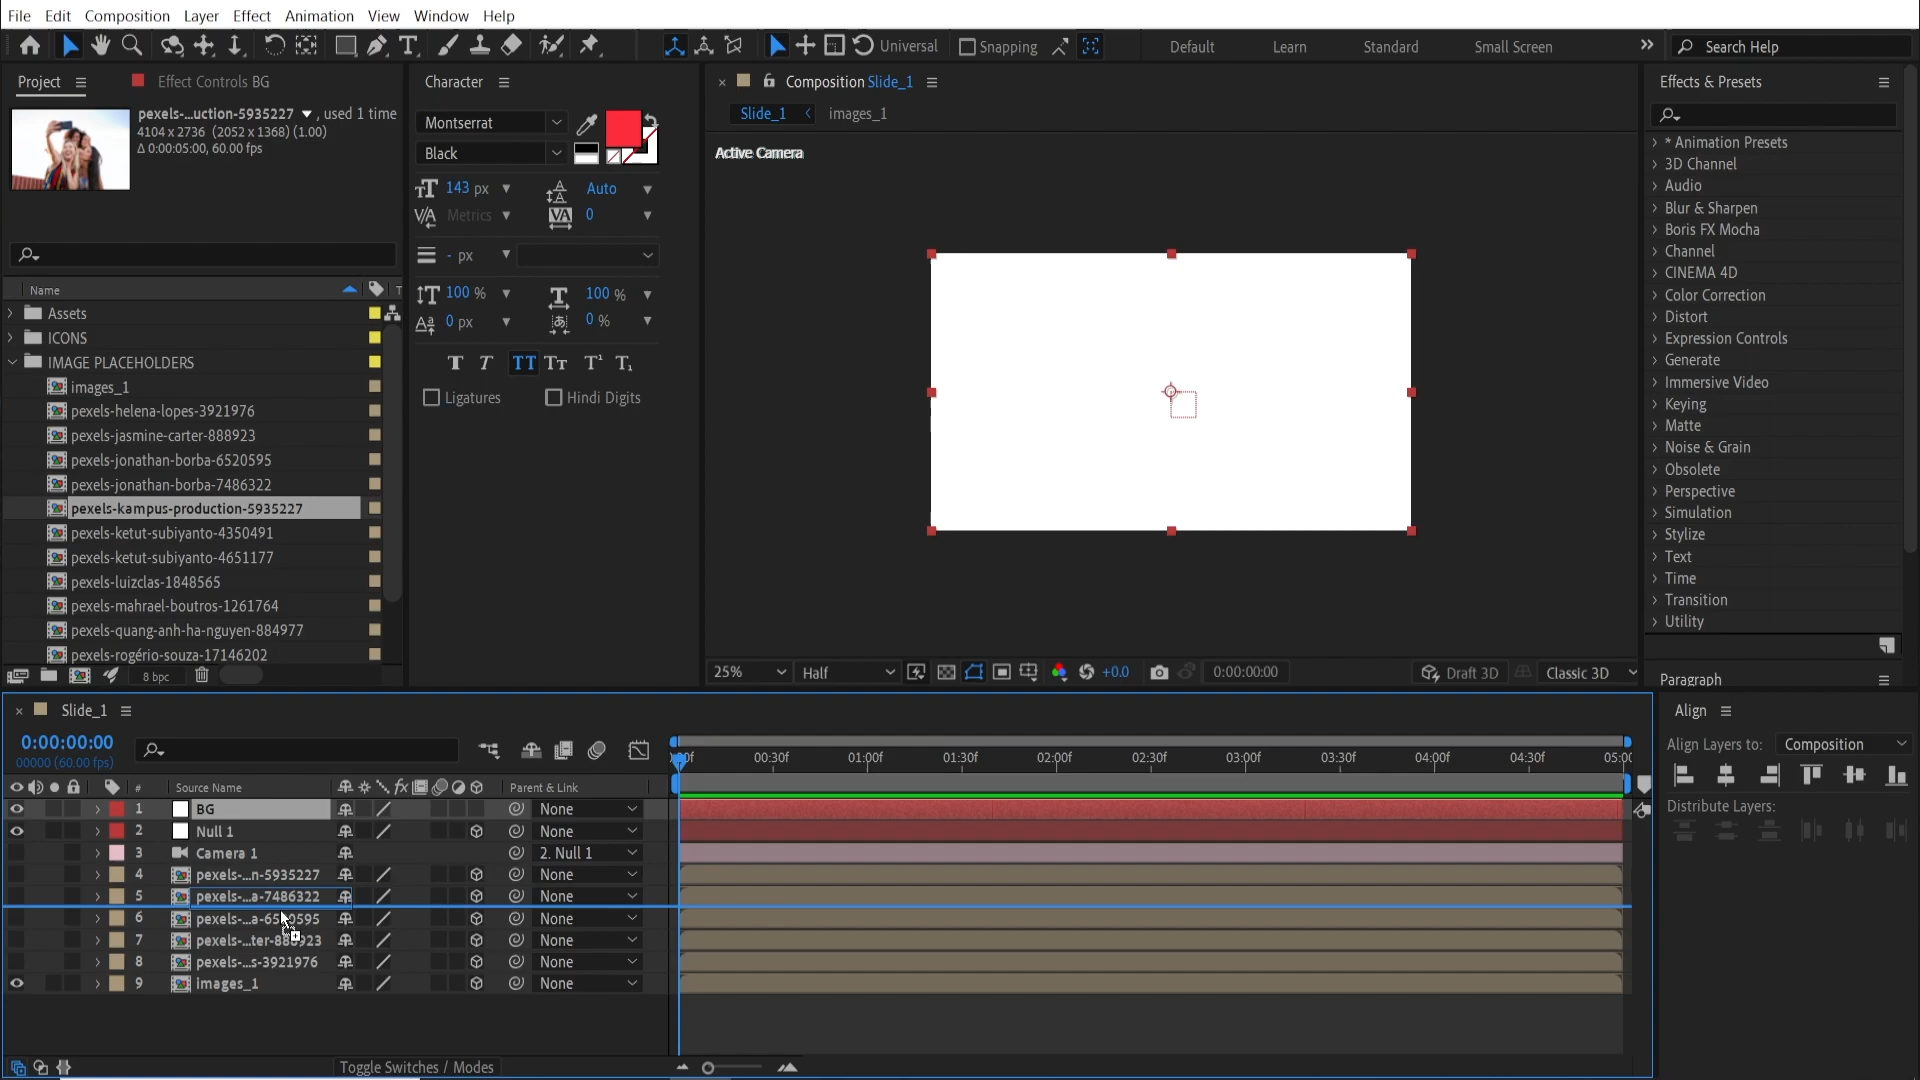 File Edit Composition Layer Effect Animation View Window Help
Universal Snapping Default Learn Standard Small Screen Search Help
Project Effect Controls BG
pexels-...uction-5935227 , used 1 time
4104 x 2736 (2052 x 1368) (1.00)
Δ 0:00:05:00, 60.00 fps
Name T
Assets
ICONS
IMAGE PLACEHOLDERS
images_1
pexels-helena-lopes-3921976
pexels-jasmine-carter-888923
pexels-jonathan-borba-6520595
pexels-jonathan-borba-7486322
pexels-kampus-production-5935227
pexels-ketut-subiyanto-4350491
pexels-ketut-subiyanto-4651177
pexels-luizclas-1848565
pexels-mahrael-boutros-1261764
pexels-quang-anh-ha-nguyen-884977
pexels-rogério-souza-17146202
8 bpc
Character
Montserrat
Black
143 px Auto
Metrics 0
- px
100 % 100 %
0 px 0 %
Ligatures Hindi Digits
Composition Slide_1
Slide_1 images_1
Active Camera
25% Half +0.0 0:00:00:00 Draft 3D Classic 3D
Effects & Presets
* Animation Presets
3D Channel
Audio
Blur & Sharpen
Boris FX Mocha
Channel
CINEMA 4D
Color Correction
Distort
Expression Controls
Generate
Immersive Video
Keying
Matte
Noise & Grain
Obsolete
Perspective
Simulation
Stylize
Text
Time
Transition
Utility
Paragraph
Align
Align Layers to: Composition
Distribute Layers:
Slide_1
0:00:00:00
00000 (60.00 fps)
00:30f 01:00f 01:30f 02:00f 02:30f 03:00f 03:30f 04:00f 04:30f
# Source Name Parent & Link
1 BG None
2 Null 1 None
3 Camera 1 2. Null 1
4 pexels-...n-5935227 None
5 pexels-...a-7486322 None
6 None
7 None
8 pexels-...s-3921976 None
9 images_1 None
Toggle Switches / Modes